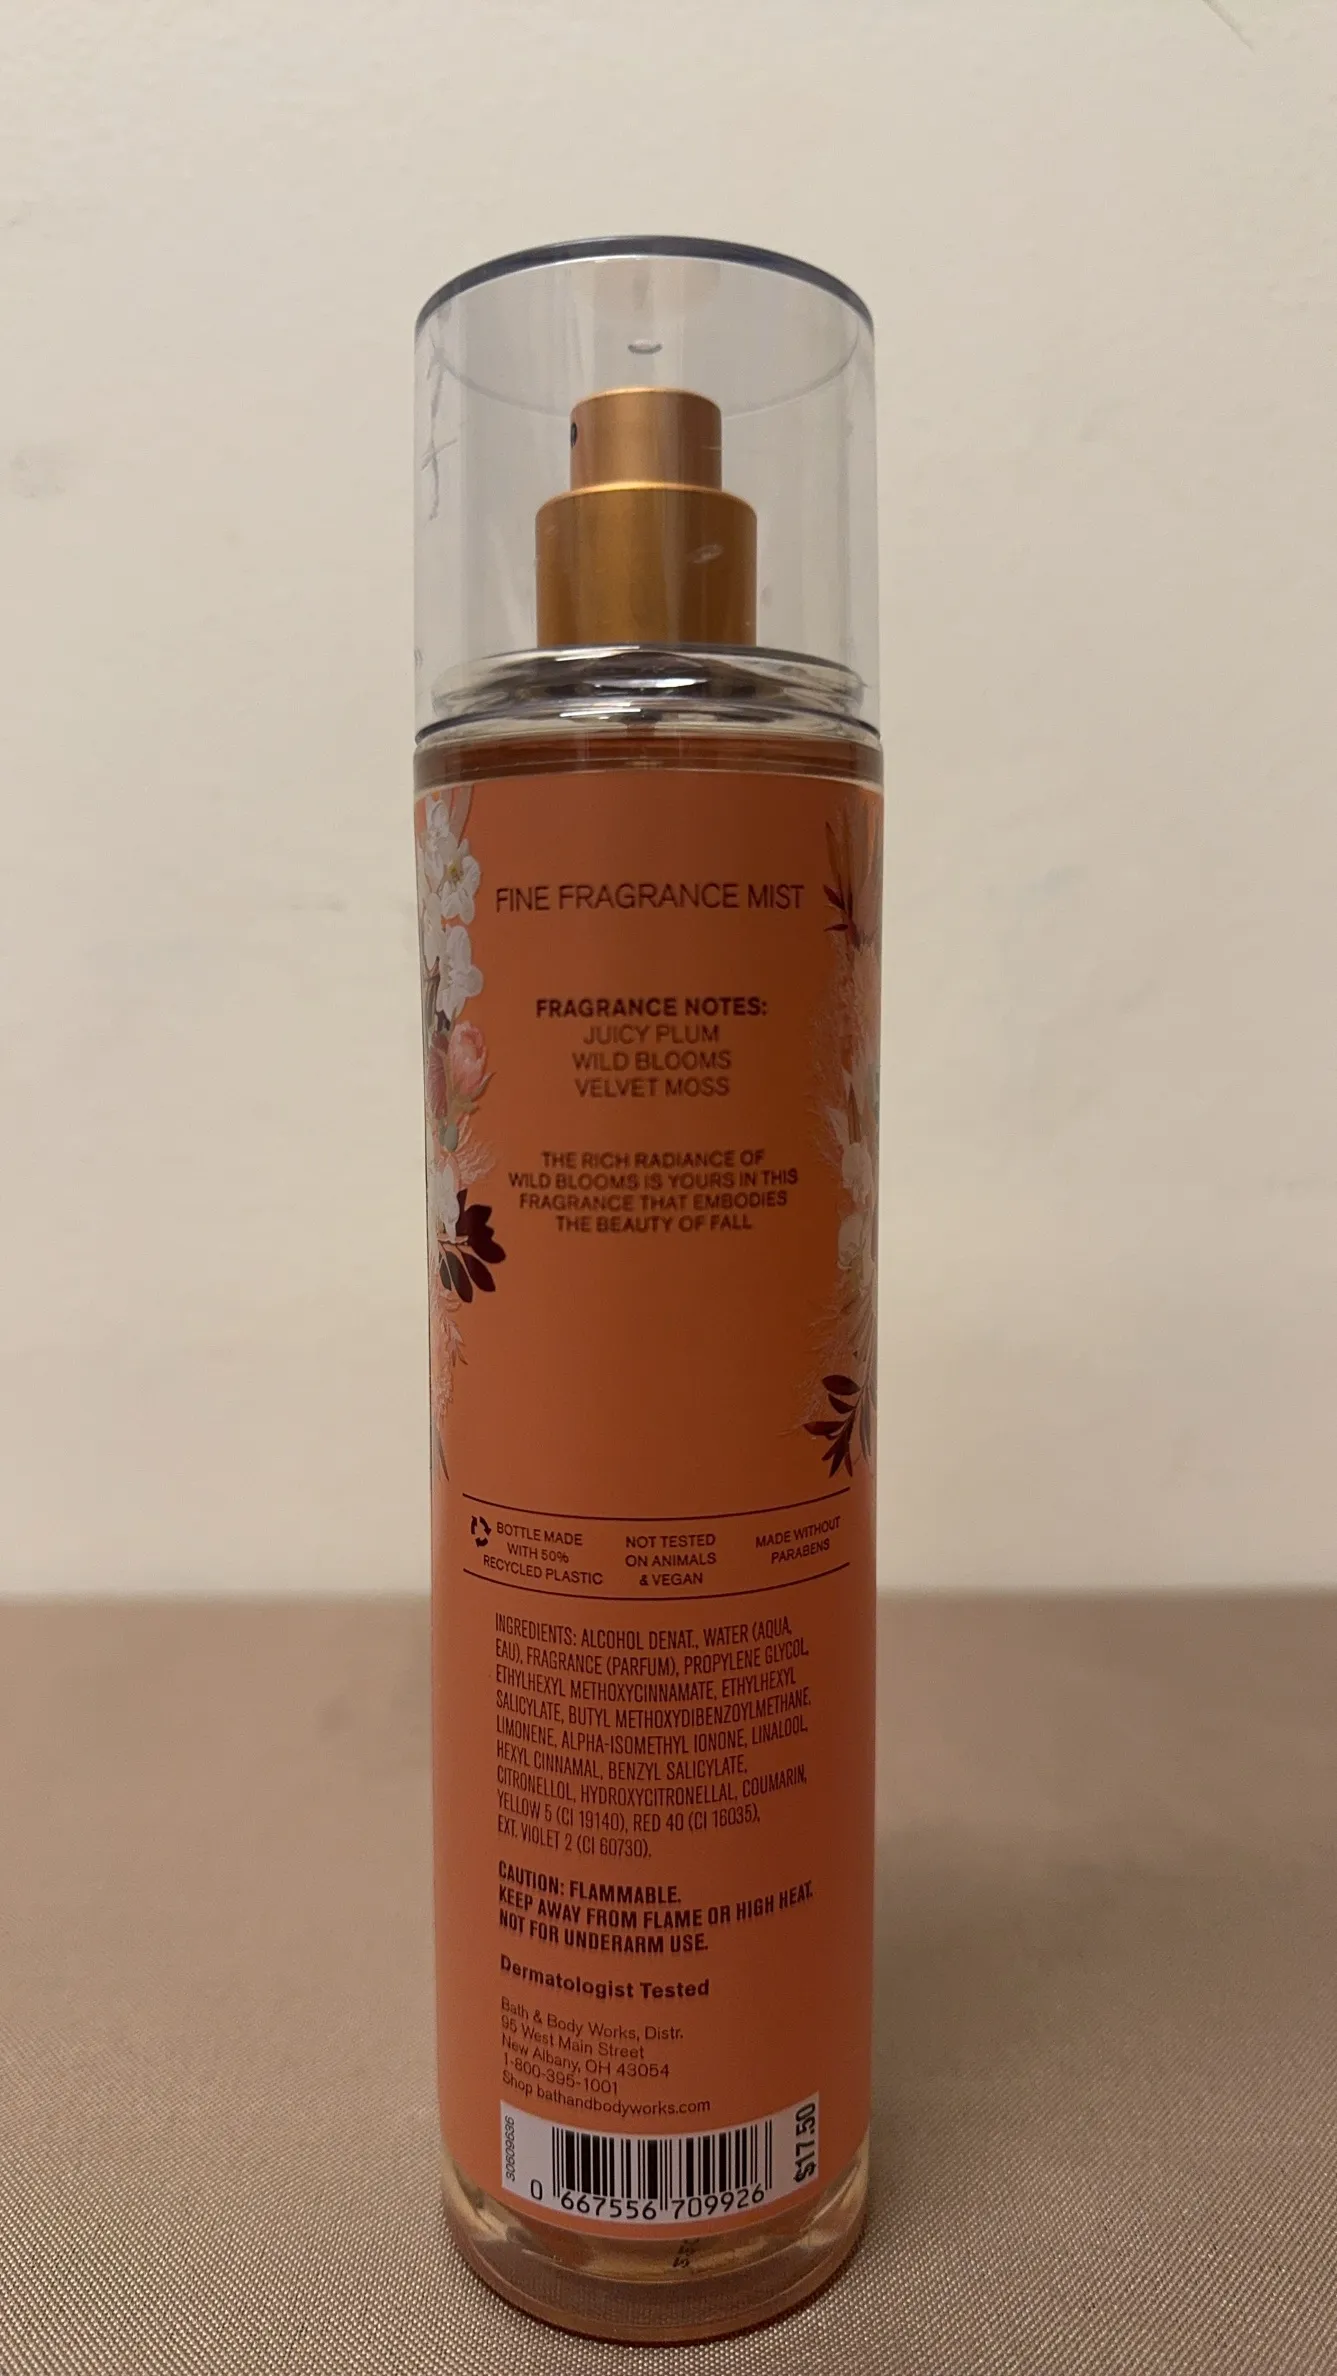 FINE FRAGRANCE MIST
FRAGRANCE NOTES:
JUICY PLUM
WILD BLOOMS
VELVET MOSS
THE RICH RADIANCE OF
WILD BLOOMS IS YOURS IN THIS
FRAGRANCE THAT EMBODIES
THE BEAUTY OF FALL
BOTTLE MADE
WITH 50%
RECYCLED PLASTIC
NOT TESTED
ON ANIMALS
& VEGAN
MADE WITHOUT
PARABENS
INGREDIENTS: ALCOHOL DENAT., WATER (AQUA,
EAU), FRAGRANCE (PARFUM), PROPYLENE GLYCOL,
ETHYLHEXYL METHOXYCINNAMATE, ETHYLHEXYL
SALICYLATE, BUTYL METHOXYDIBENZOYLMETHANE,
LIMONENE, ALPHA-ISOMETHYL IONONE, LINALOOL,
HEXYL CINNAMAL, BENZYL SALICYLATE,
CITRONELLOL, HYDROXYCITRONELLAL, COUMARIN,
YELLOW 5 (CI 19140), RED 40 (CI 16035),
EXT. VIOLET 2 (CI 60730).
CAUTION: FLAMMABLE.
KEEP AWAY FROM FLAME OR HIGH HEAT.
NOT FOR UNDERARM USE.
Dermatologist Tested
Bath & Body Works, Distr.
95 West Main Street
New Albany, OH 43054
1-800-395-1001
Shop bathandbodyworks.com
30609636
0 667556 709926
$17.50